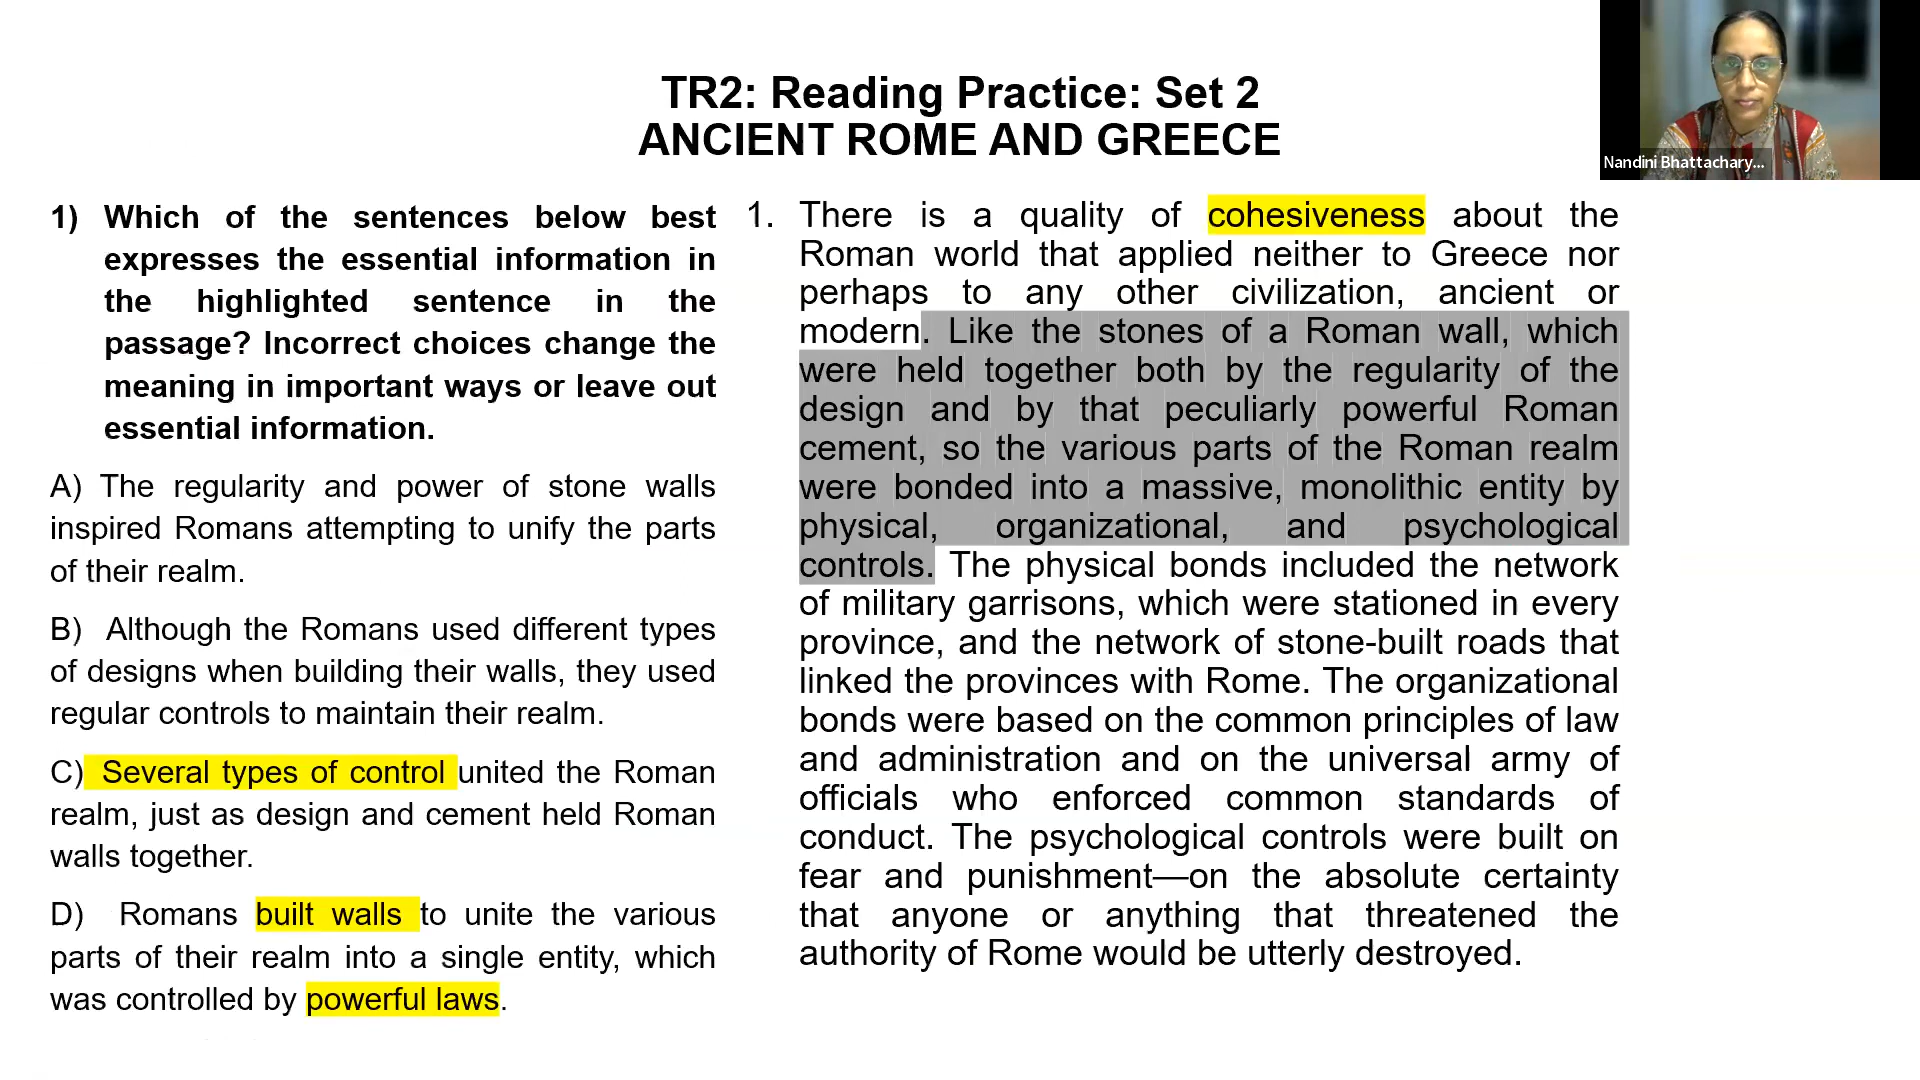 TR2: Reading Practice: Set 2
ANCIENT ROME AND GREECE
Nandini Bhattachary...
1) Which of the sentences below best
expresses the essential information in
the highlighted sentence in the
passage? Incorrect choices change the
meaning in important ways or leave out
essential information.
A) The regularity and power of stone walls
inspired Romans attempting to unify the parts
of their realm.
B) Although the Romans used different types
of designs when building their walls, they used
regular controls to maintain their realm.
C) Several types of control united the Roman
realm, just as design and cement held Roman
walls together.
D) Romans built walls to unite the various
parts of their realm into a single entity, which
was controlled by powerful laws.
1. There is a quality of cohesiveness about the
Roman world that applied neither to Greece nor
perhaps to any other civilization, ancient or
modern. Like the stones of a Roman wall, which
were held together both by the regularity of the
design and by that peculiarly powerful Roman
cement, so the various parts of the Roman realm
were bonded into a massive, monolithic entity by
physical, organizational, and psychological
controls. The physical bonds included the network
of military garrisons, which were stationed in every
province, and the network of stone-built roads that
linked the provinces with Rome. The organizational
bonds were based on the common principles of law
and administration and on the universal army of
officials who enforced common standards of
conduct. The psychological controls were built on
fear and punishment—on the absolute certainty
that anyone or anything that threatened the
authority of Rome would be utterly destroyed.